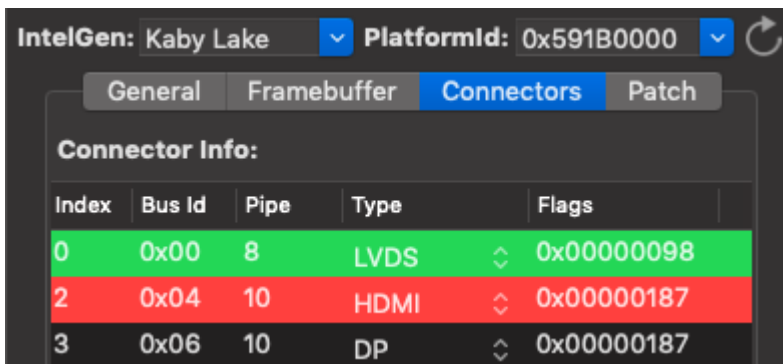 IntelGen: Kaby Lake PlatformId: 0x591B0000
General Framebuffer Connectors Patch
Connector Info:
Index Bus Id Pipe Type Flags
0 0x00 8 LVDS 0x00000098
2 0x04 10 HDMI 0x00000187
3 0x06 10 DP 0x00000187